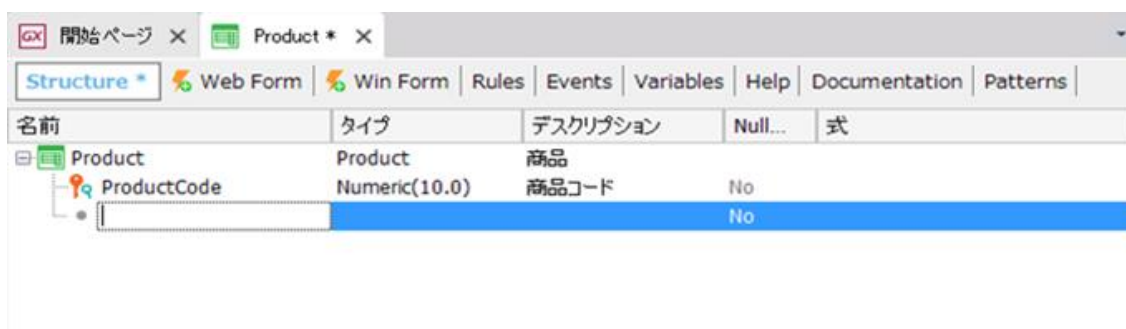 GX 開始ページ × Product * ×
Structure * Web Form Win Form Rules Events Variables Help Documentation Patterns
名前 タイプ デスクリプション Null... 式
Product Product 商品
ProductCode Numeric(10.0) 商品コード No
No